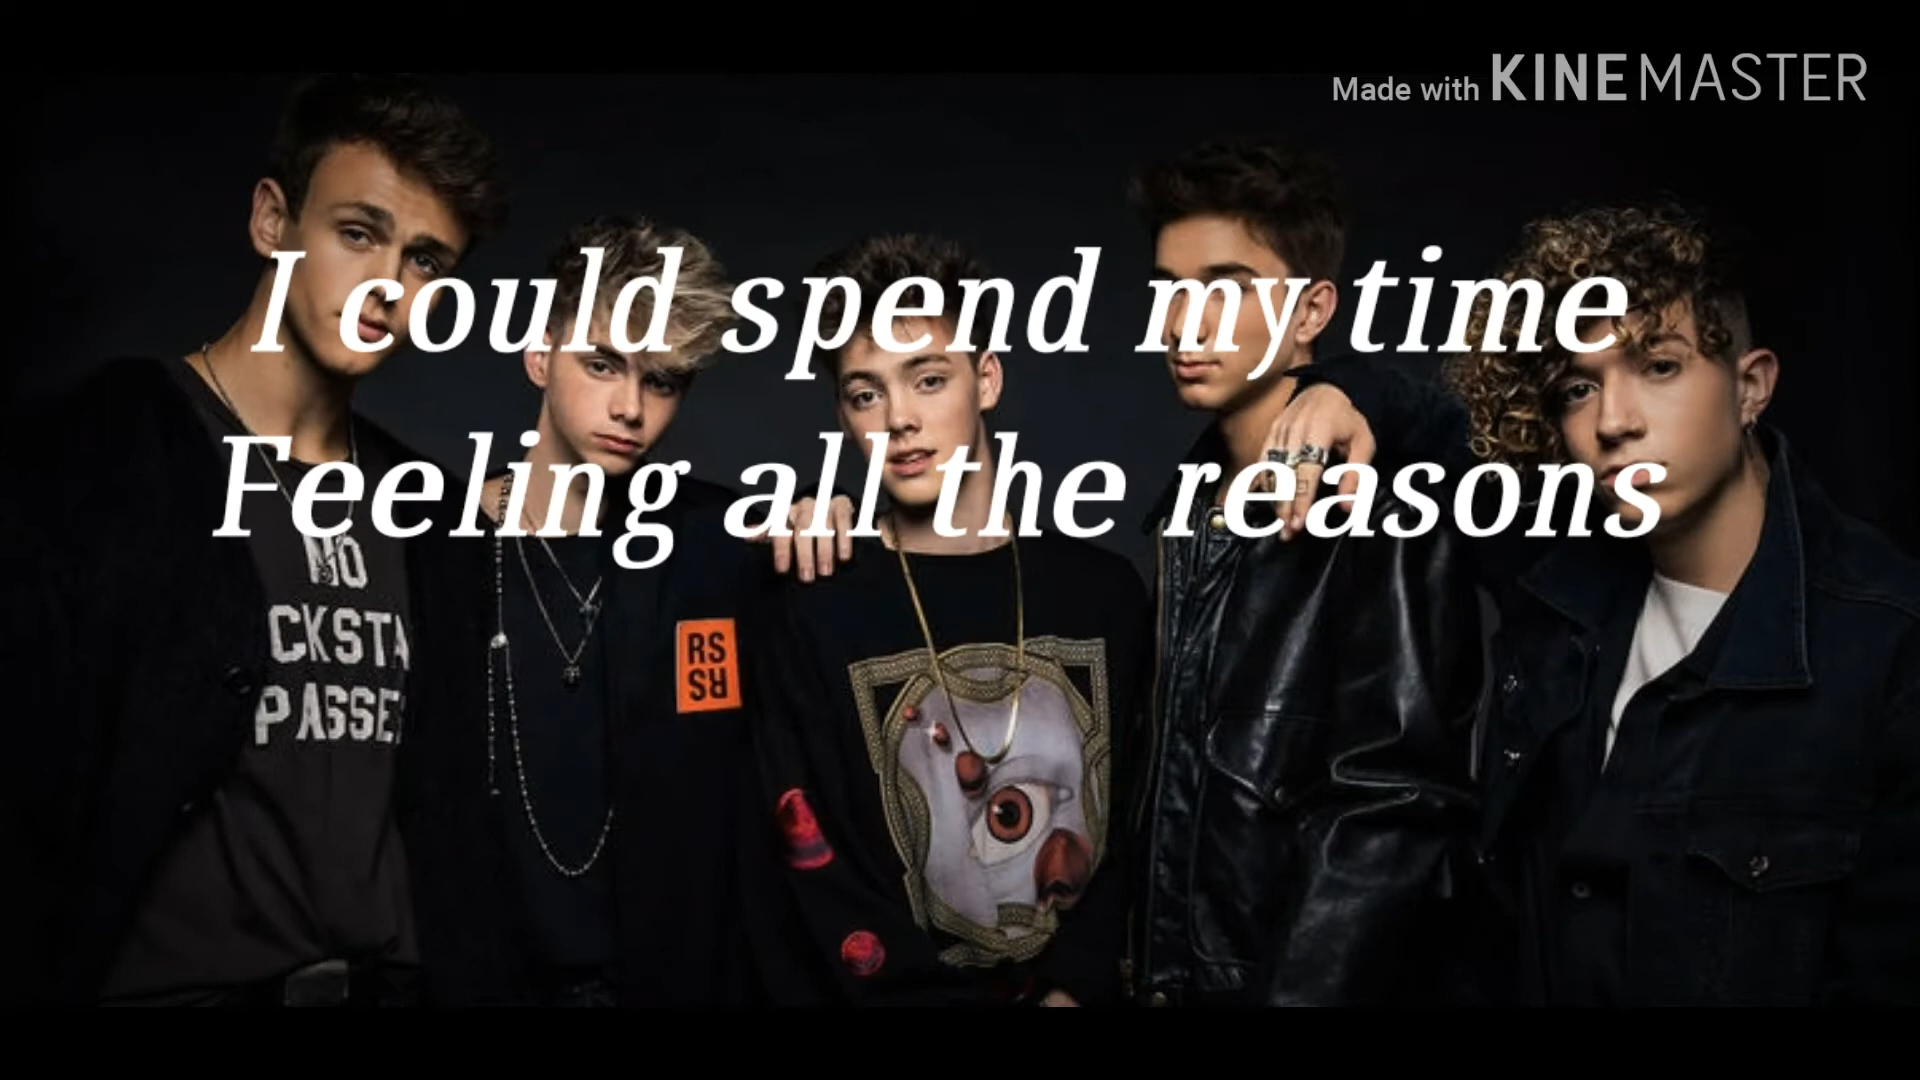 Made with KINEMASTER
I could spend my time
Feeling all the reasons
NO
CKSTA
PASSE
RS
RS